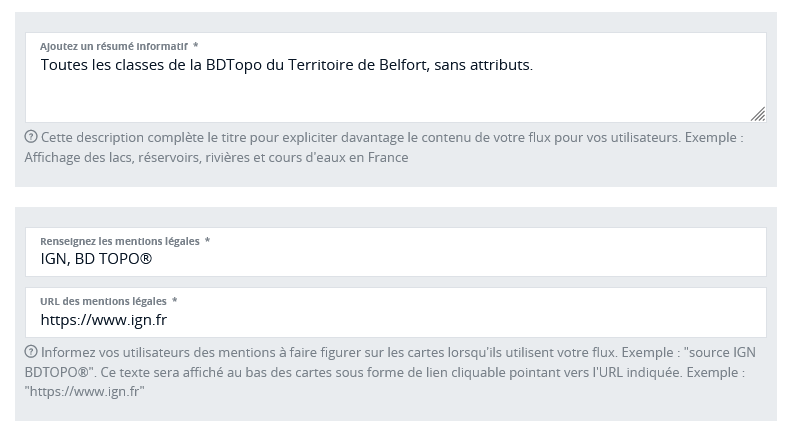 Ajoutez un résumé informatif *
Toutes les classes de la BDTopo du Territoire de Belfort, sans attributs.
? Cette description complète le titre pour expliciter davantage le contenu de votre flux pour vos utilisateurs. Exemple :
Affichage des lacs, réservoirs, rivières et cours d'eaux en France
Renseignez les mentions légales *
IGN, BD TOPO®
URL des mentions légales *
https://www.ign.fr
? Informez vos utilisateurs des mentions à faire figurer sur les cartes lorsqu'ils utilisent votre flux. Exemple : "source IGN
BDTOPO®". Ce texte sera affiché au bas des cartes sous forme de lien cliquable pointant vers l'URL indiquée. Exemple :
"https://www.ign.fr"